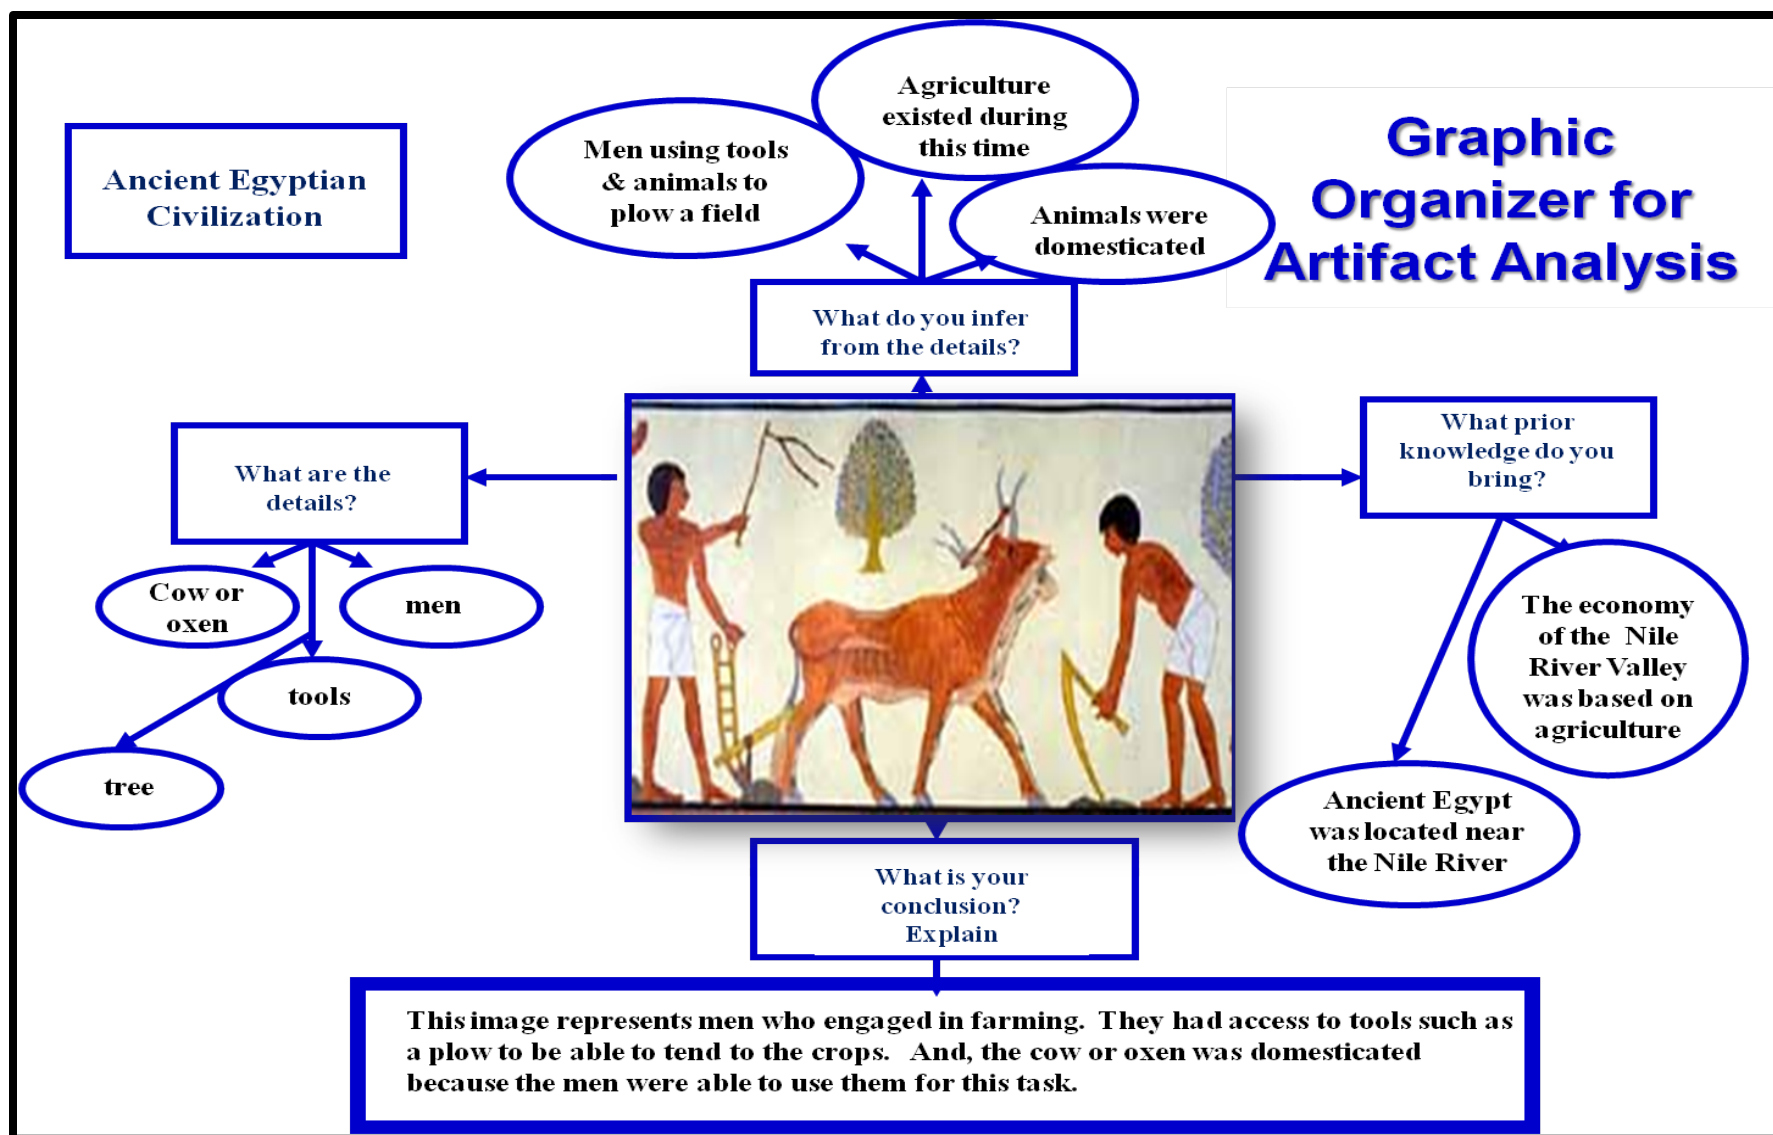 Graphic
Organizer for
Artifact Analysis
Ancient Egyptian
Civilization
Men using tools
& animals to
plow a field
Agriculture
existed during
this time
Animals were
domesticated
What do you infer
from the details?
What are the
details?
Cow or
oxen
men
tools
tree
What prior
knowledge do you
bring?
The economy
of the Nile
River Valley
was based on
agriculture
Ancient Egypt
was located near
the Nile River
What is your
conclusion?
Explain
This image represents men who engaged in farming. They had access to tools such as
a plow to be able to tend to the crops. And, the cow or oxen was domesticated
because the men were able to use them for this task.